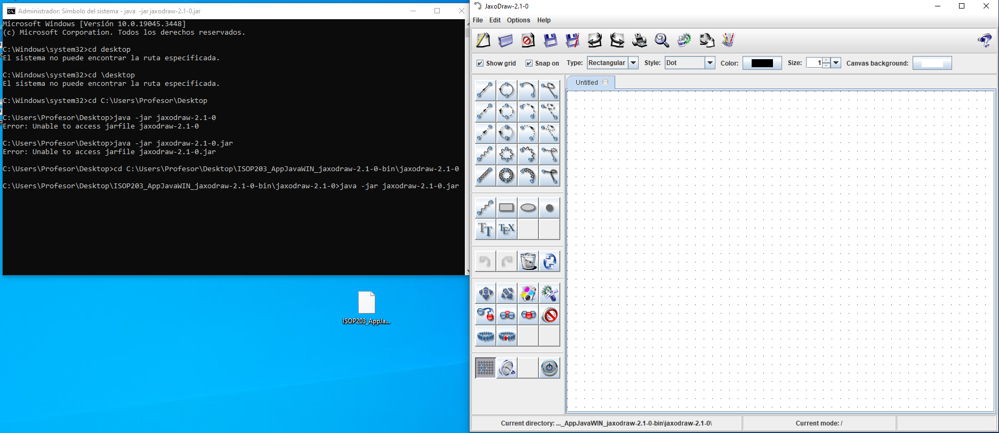 Administrador: Símbolo del sistema - java  -jar jaxodraw-2.1-0.jar
Microsoft Windows [Versión 10.0.19045.3448]
(c) Microsoft Corporation. Todos los derechos reservados.
C:\Windows\system32>cd desktop
El sistema no puede encontrar la ruta especificada.
C:\Windows\system32>cd \desktop
El sistema no puede encontrar la ruta especificada.
C:\Windows\system32>cd C:\Users\Profesor\Desktop
C:\Users\Profesor\Desktop>java -jar jaxodraw-2.1-0
Error: Unable to access jarfile jaxodraw-2.1-0
C:\Users\Profesor\Desktop>java -jar jaxodraw-2.1-0.jar
Error: Unable to access jarfile jaxodraw-2.1-0.jar
C:\Users\Profesor\Desktop>cd C:\Users\Profesor\Desktop\ISOP203_AppJavaWIN_jaxodraw-2.1-0-bin\jaxodraw-2.1-0
C:\Users\Profesor\Desktop\ISOP203_AppJavaWIN_jaxodraw-2.1-0-bin\jaxodraw-2.1-0>java -jar jaxodraw-2.1-0.jar
ISOP203_AppJa...
JaxoDraw-2.1-0
File Edit Options Help
Show grid Snap on Type: Rectangular Style: Dot Color: Size: 1 Canvas background:
Untitled
TT TEX
Current directory: ..._AppJavaWIN_jaxodraw-2.1-0-bin\jaxodraw-2.1-0\ Current mode: /